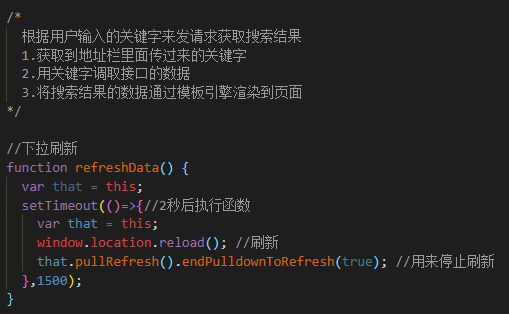 /*
根据用户输入的关键字来发请求获取搜索结果
1.获取到地址栏里面传过来的关键字
2.用关键字调取接口的数据
3.将搜索结果的数据通过模板引擎渲染到页面
*/
//下拉刷新
function refreshData() {
var that = this;
setTimeout(()=>{//2秒后执行函数
var that = this;
window.location.reload(); //刷新
that.pullRefresh().endPulldownToRefresh(true); //用来停止刷新
},1500);
}